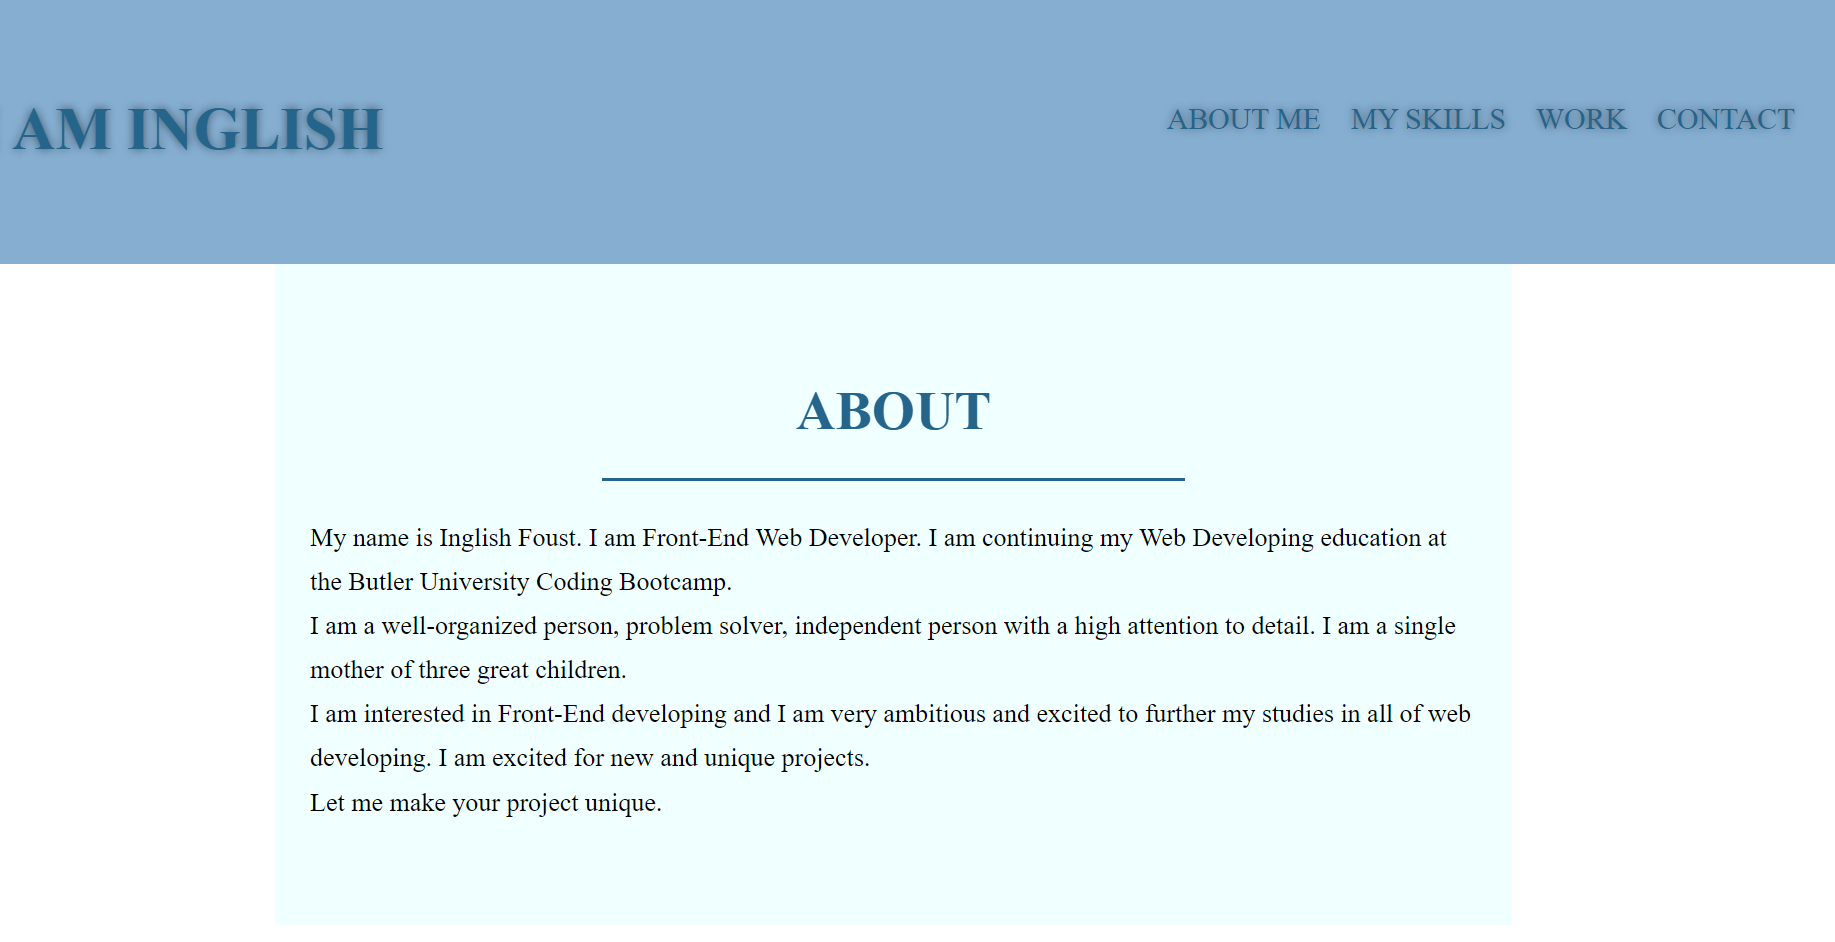 AM INGLISH
ABOUT ME MY SKILLS WORK CONTACT
ABOUT
My name is Inglish Foust. I am Front-End Web Developer. I am continuing my Web Developing education at
the Butler University Coding Bootcamp.
I am a well-organized person, problem solver, independent person with a high attention to detail. I am a single
mother of three great children.
I am interested in Front-End developing and I am very ambitious and excited to further my studies in all of web
developing. I am excited for new and unique projects.
Let me make your project unique.